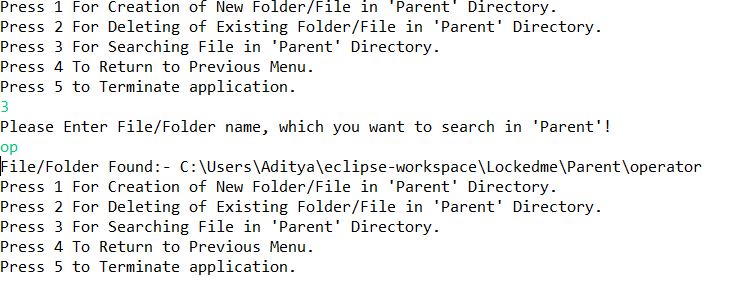 Press 1 For Creation of New Folder/File in 'Parent' Directory.
Press 2 For Deleting of Existing Folder/File in 'Parent' Directory.
Press 3 For Searching File in 'Parent' Directory.
Press 4 To Return to Previous Menu.
Press 5 to Terminate application.
3
Please Enter File/Folder name, which you want to search in 'Parent'!
op
File/Folder Found:- C:\Users\Aditya\eclipse-workspace\Lockedme\Parent\operator
Press 1 For Creation of New Folder/File in 'Parent' Directory.
Press 2 For Deleting of Existing Folder/File in 'Parent' Directory.
Press 3 For Searching File in 'Parent' Directory.
Press 4 To Return to Previous Menu.
Press 5 to Terminate application.